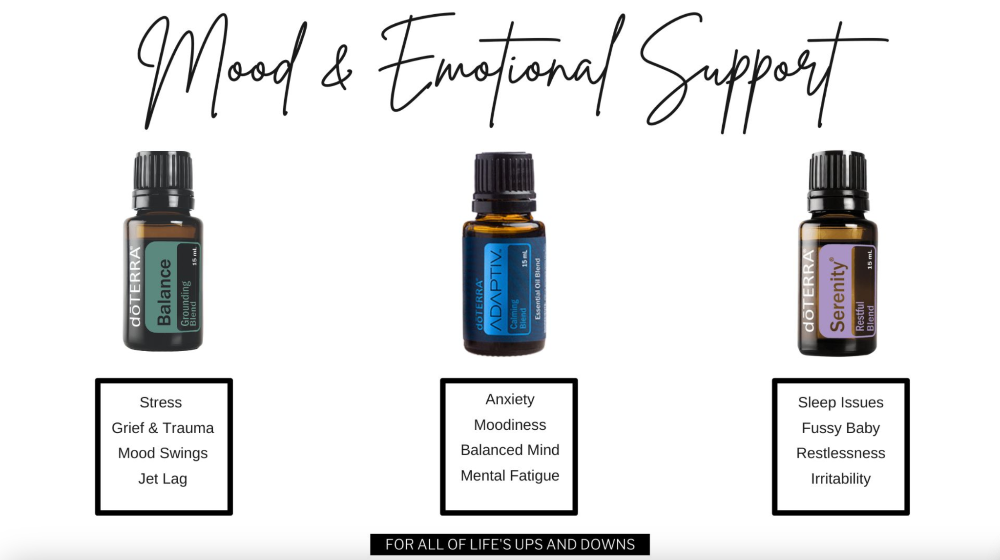 Mood & Emotional Support
dōTERRA®
Balance
Grounding
Blend
15 mL
dōTERRA®
ADAPTIV™
Calming
Blend
15 mL
Essential Oil Blend
dōTERRA®
Serenity®
Restful
Blend
15 mL
Stress
Grief & Trauma
Mood Swings
Jet Lag
Anxiety
Moodiness
Balanced Mind
Mental Fatigue
Sleep Issues
Fussy Baby
Restlessness
Irritability
FOR ALL OF LIFE'S UPS AND DOWNS